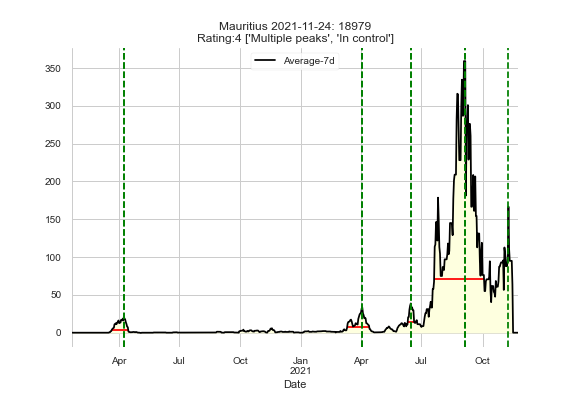 Mauritius 2021-11-24: 18979
Rating:4 ['Multiple peaks', 'In control']
Average-7d
350
300
250
200
150
100
50
0
Apr Jul Oct Jan Apr Jul Oct
2021
Date